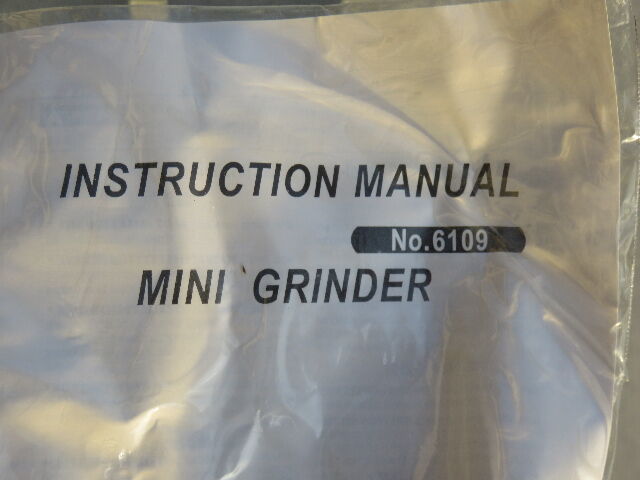 INSTRUCTION MANUAL
No.6109
MINI GRINDER